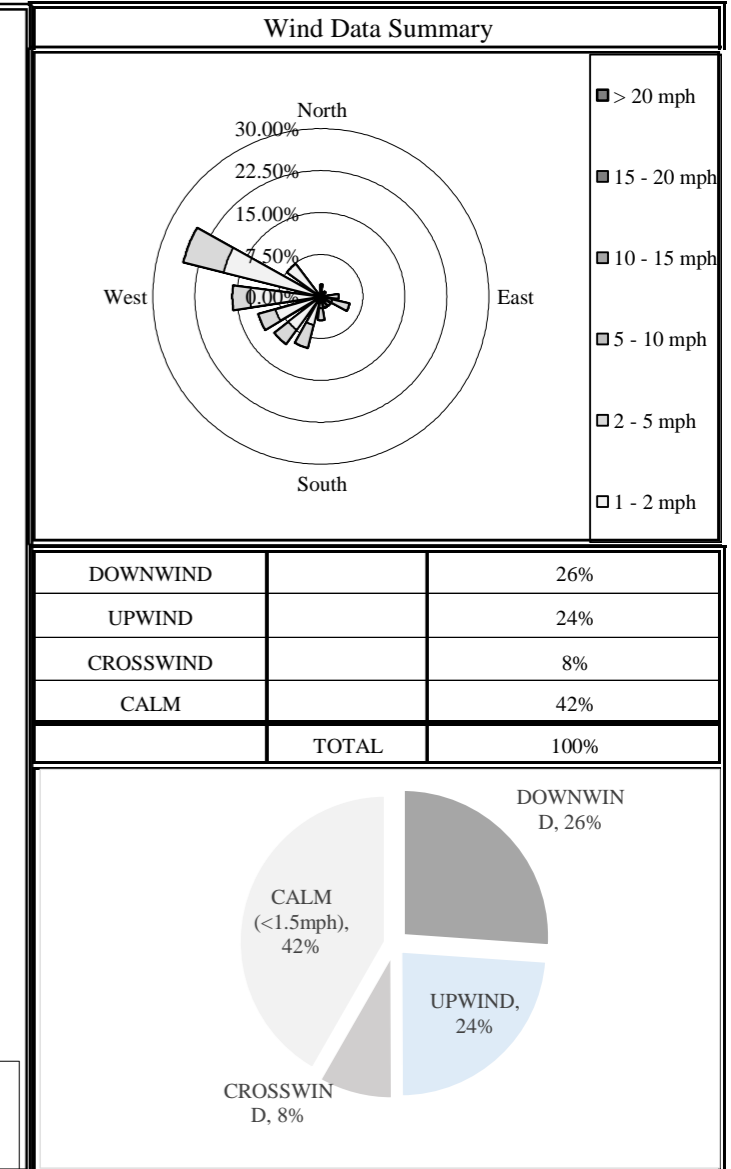 Wind Data Summary
North
30.00%
22.50%
15.00%
7.50%
0.00%
West
East
South
> 20 mph
15 - 20 mph
10 - 15 mph
5 - 10 mph
2 - 5 mph
1 - 2 mph
DOWNWIND 26%
UPWIND 24%
CROSSWIND 8%
CALM 42%
TOTAL 100%
DOWNWIN
D, 26%
CALM
(<1.5mph),
42%
UPWIND,
24%
CROSSWIN
D, 8%